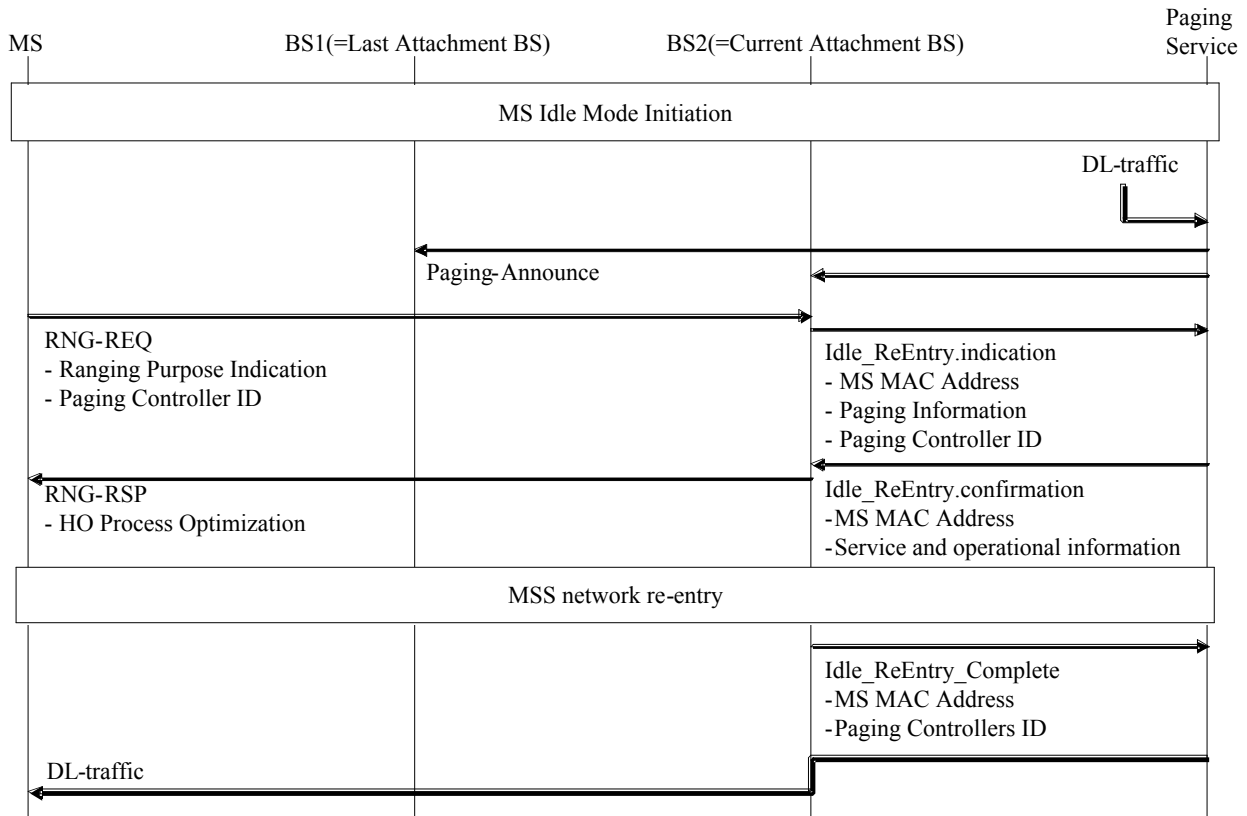 MS
BS1(=Last Attachment BS)
BS2(=Current Attachment BS)
Paging
Service
MS Idle Mode Initiation
DL-traffic
Paging-Announce
RNG-REQ
- Ranging Purpose Indication
- Paging Controller ID
Idle_ReEntry.indication
- MS MAC Address
- Paging Information
- Paging Controller ID
RNG-RSP
- HO Process Optimization
Idle_ReEntry.confirmation
-MS MAC Address
-Service and operational information
MSS network re-entry
Idle_ReEntry_Complete
-MS MAC Address
-Paging Controllers ID
DL-traffic